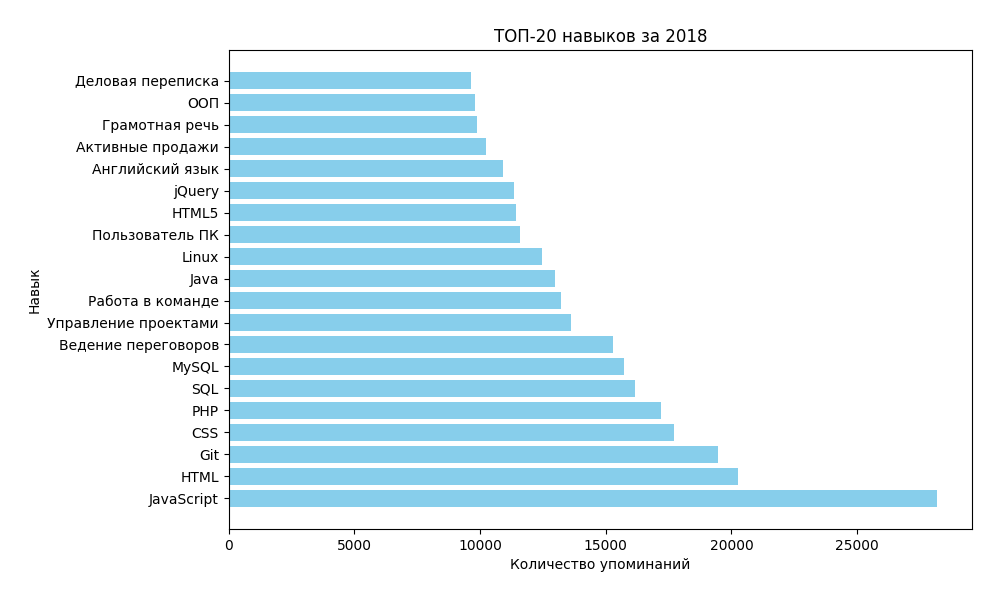 ТОП-20 навыков за 2018
Деловая переписка
ООП
Грамотная речь
Активные продажи
Английский язык
jQuery
HTML5
Пользователь ПК
Linux
Java
Работа в команде
Управление проектами
Ведение переговоров
MySQL
SQL
PHP
CSS
Git
HTML
JavaScript
Навык
0 5000 10000 15000 20000 25000
Количество упоминаний